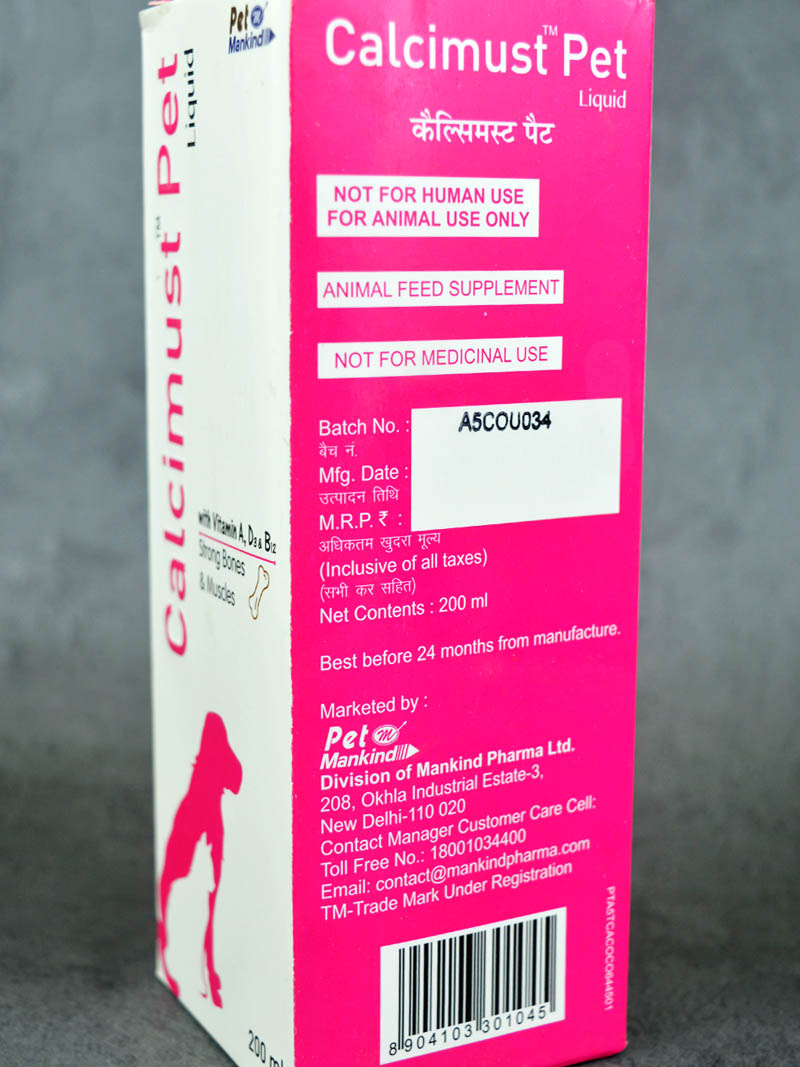 Pet
Mankind
Calcimust™ Pet
Liquid
with Vitamin A, D3 & B12
Strong Bones
& Muscles
200 ml
Calcimust™ Pet
Liquid
कैल्सिमस्ट पैट
NOT FOR HUMAN USE
FOR ANIMAL USE ONLY
ANIMAL FEED SUPPLEMENT
NOT FOR MEDICINAL USE
Batch No. : A5COU034
बैच नं.
Mfg. Date :
उत्पादन तिथि
M.R.P. ₹ :
अधिकतम खुदरा मूल्य
(Inclusive of all taxes)
(सभी कर सहित)
Net Contents : 200 ml
Best before 24 months from manufacture.
Marketed by :
Pet m
Mankind
Division of Mankind Pharma Ltd.
208, Okhla Industrial Estate-3,
New Delhi-110 020
Contact Manager Customer Care Cell:
Toll Free No.: 18001034400
Email: contact@mankindpharma.com
TM-Trade Mark Under Registration
8904103301045